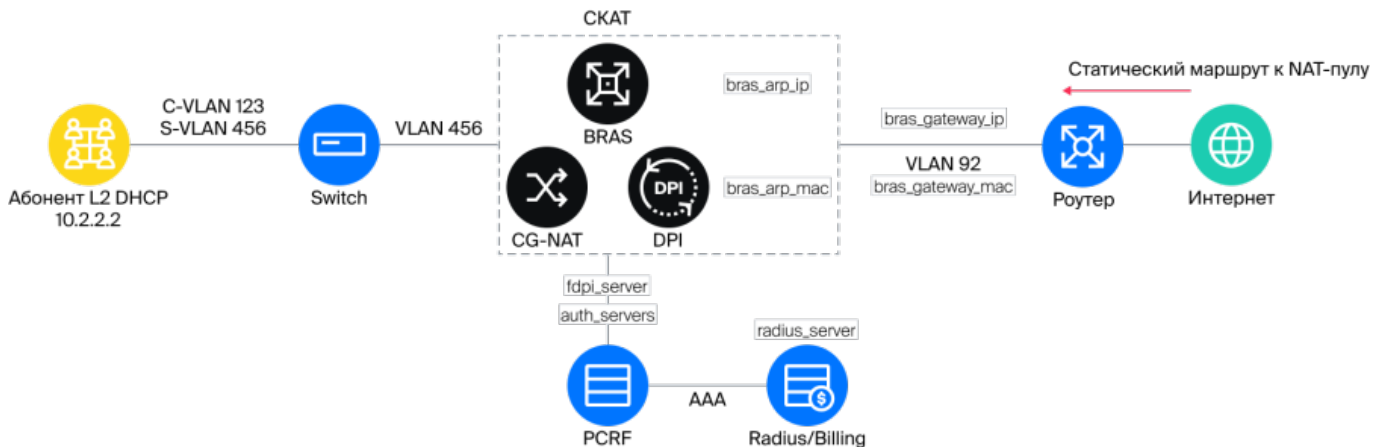 СКАТ
Статический маршрут к NAT-пулу
C-VLAN 123
S-VLAN 456
VLAN 456
bras_arp_ip
bras_gateway_ip
BRAS
VLAN 92
DPI
bras_arp_mac
bras_gateway_mac
Абонент L2 DHCP
10.2.2.2
Switch
Роутер
Интернет
CG-NAT
DPI
fdpi_server
auth_servers
radius_server
$
AAA
PCRF
Radius/Billing